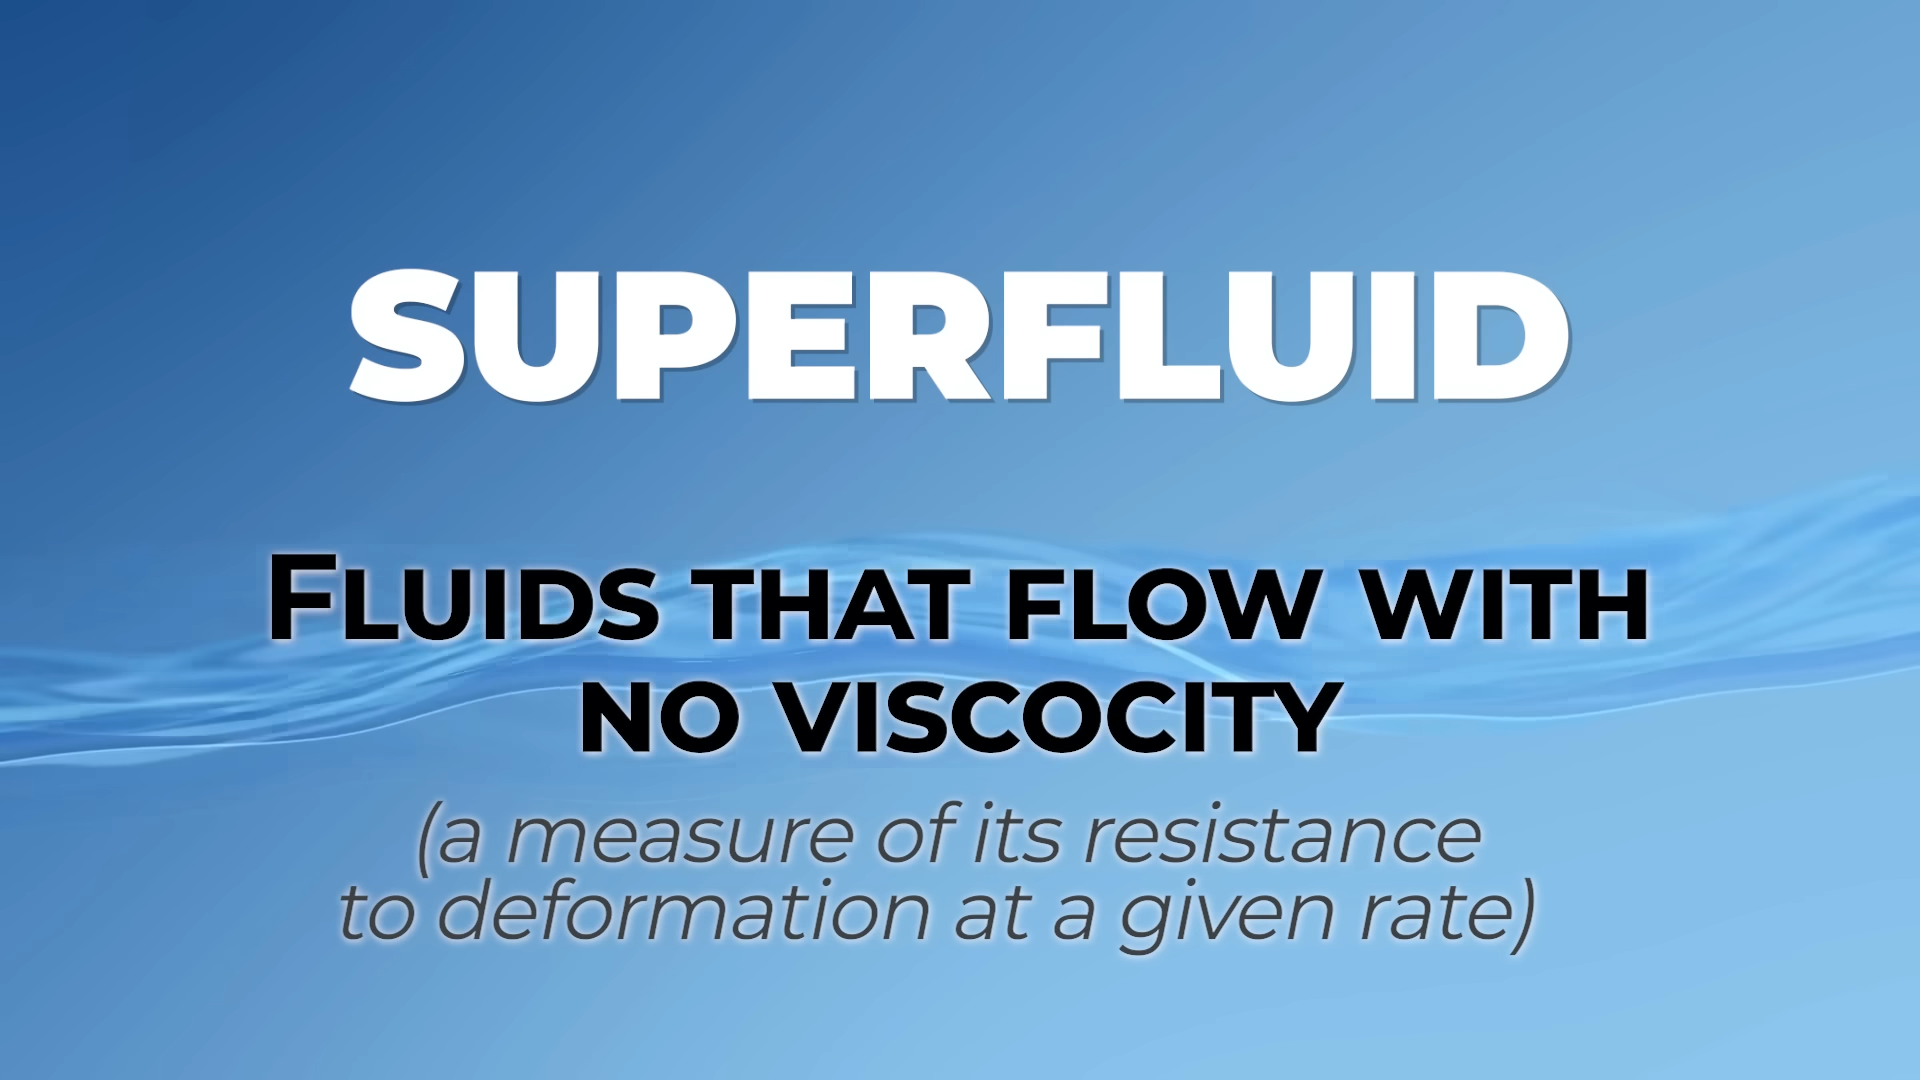 SUPERFLUID
FLUIDS THAT FLOW WITH
NO VISCOCITY
(a measure of its resistance
to deformation at a given rate)